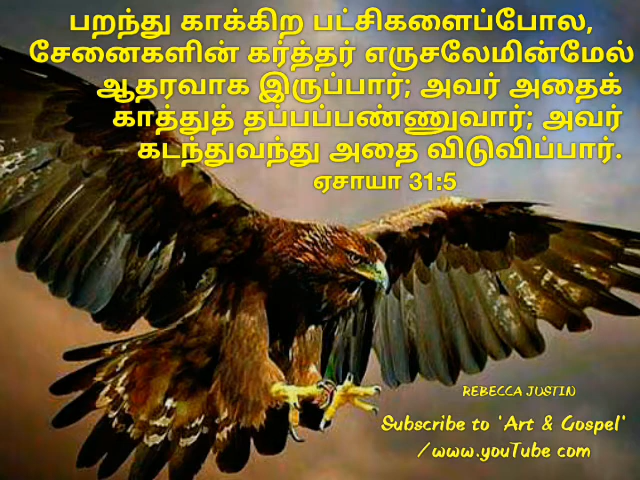 பறந்து காக்கிற பட்சிகளைப்போல,
சேனைகளின் கர்த்தர் எருசலேமின்மேல்
ஆதரவாக இருப்பார்; அவர் அதைக்
காத்துத் தப்பப்பண்ணுவார்; அவர்
கடந்துவந்து அதை விடுவிப்பார்.
ஏசாயா 31:5
REBECCA JUSTIN
Subscribe to 'Art & Gospel'
/www.youTube com